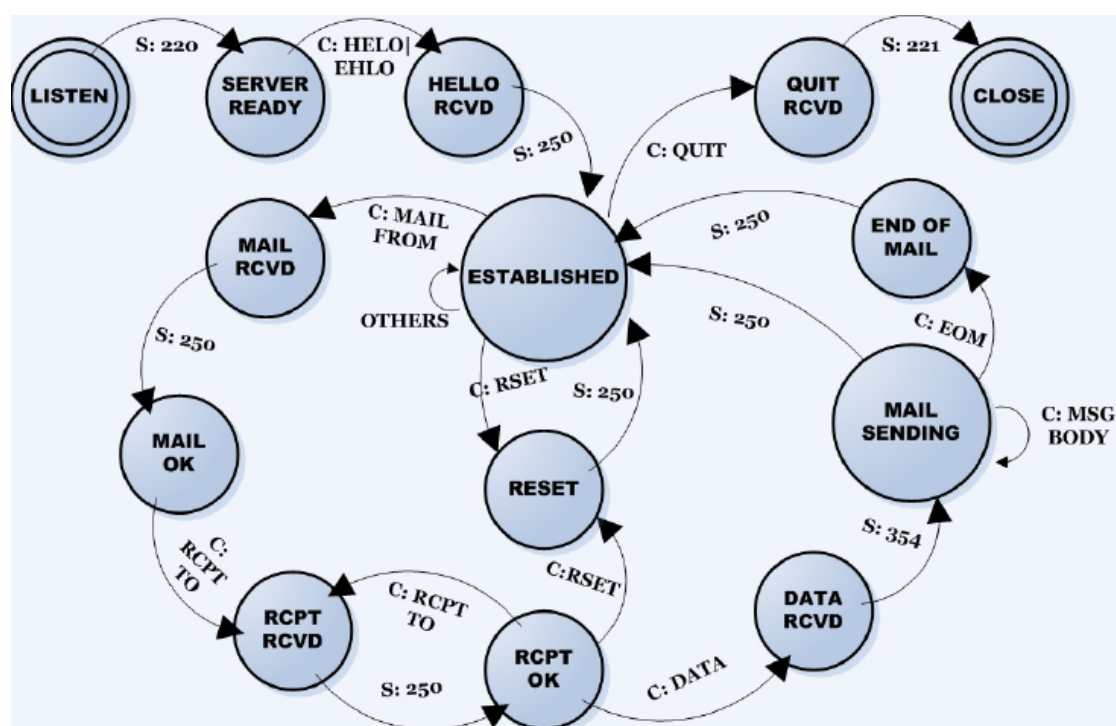 LISTEN
S: 220
SERVER
READY
C: HELO|
EHLO
HELLO
RCVD
S: 250
QUIT
RCVD
S: 221
CLOSE
C: QUIT
MAIL
RCVD
C: MAIL
FROM
ESTABLISHED
OTHERS
S: 250
END OF
MAIL
S: 250
C: EOM
S: 250
C: RSET
S: 250
MAIL
SENDING
C: MSG
BODY
MAIL
OK
RESET
S: 354
C:
RCPT
TO
C:RSET
RCPT
RCVD
C: RCPT
TO
DATA
RCVD
S: 250
RCPT
OK
C: DATA